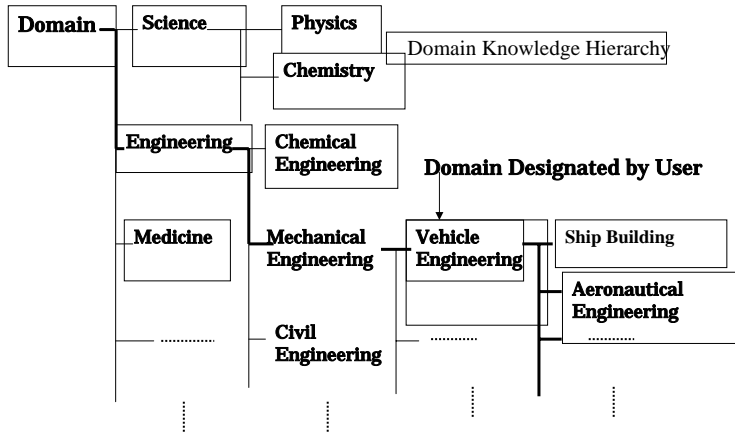 Domain
Science
Physics
Domain Knowledge Hierarchy
Chemistry
Engineering
Chemical
Engineering
Domain Designated by User
Medicine
Mechanical
Engineering
Vehicle
Engineering
Ship Building
Aeronautical
Engineering
Civil
Engineering